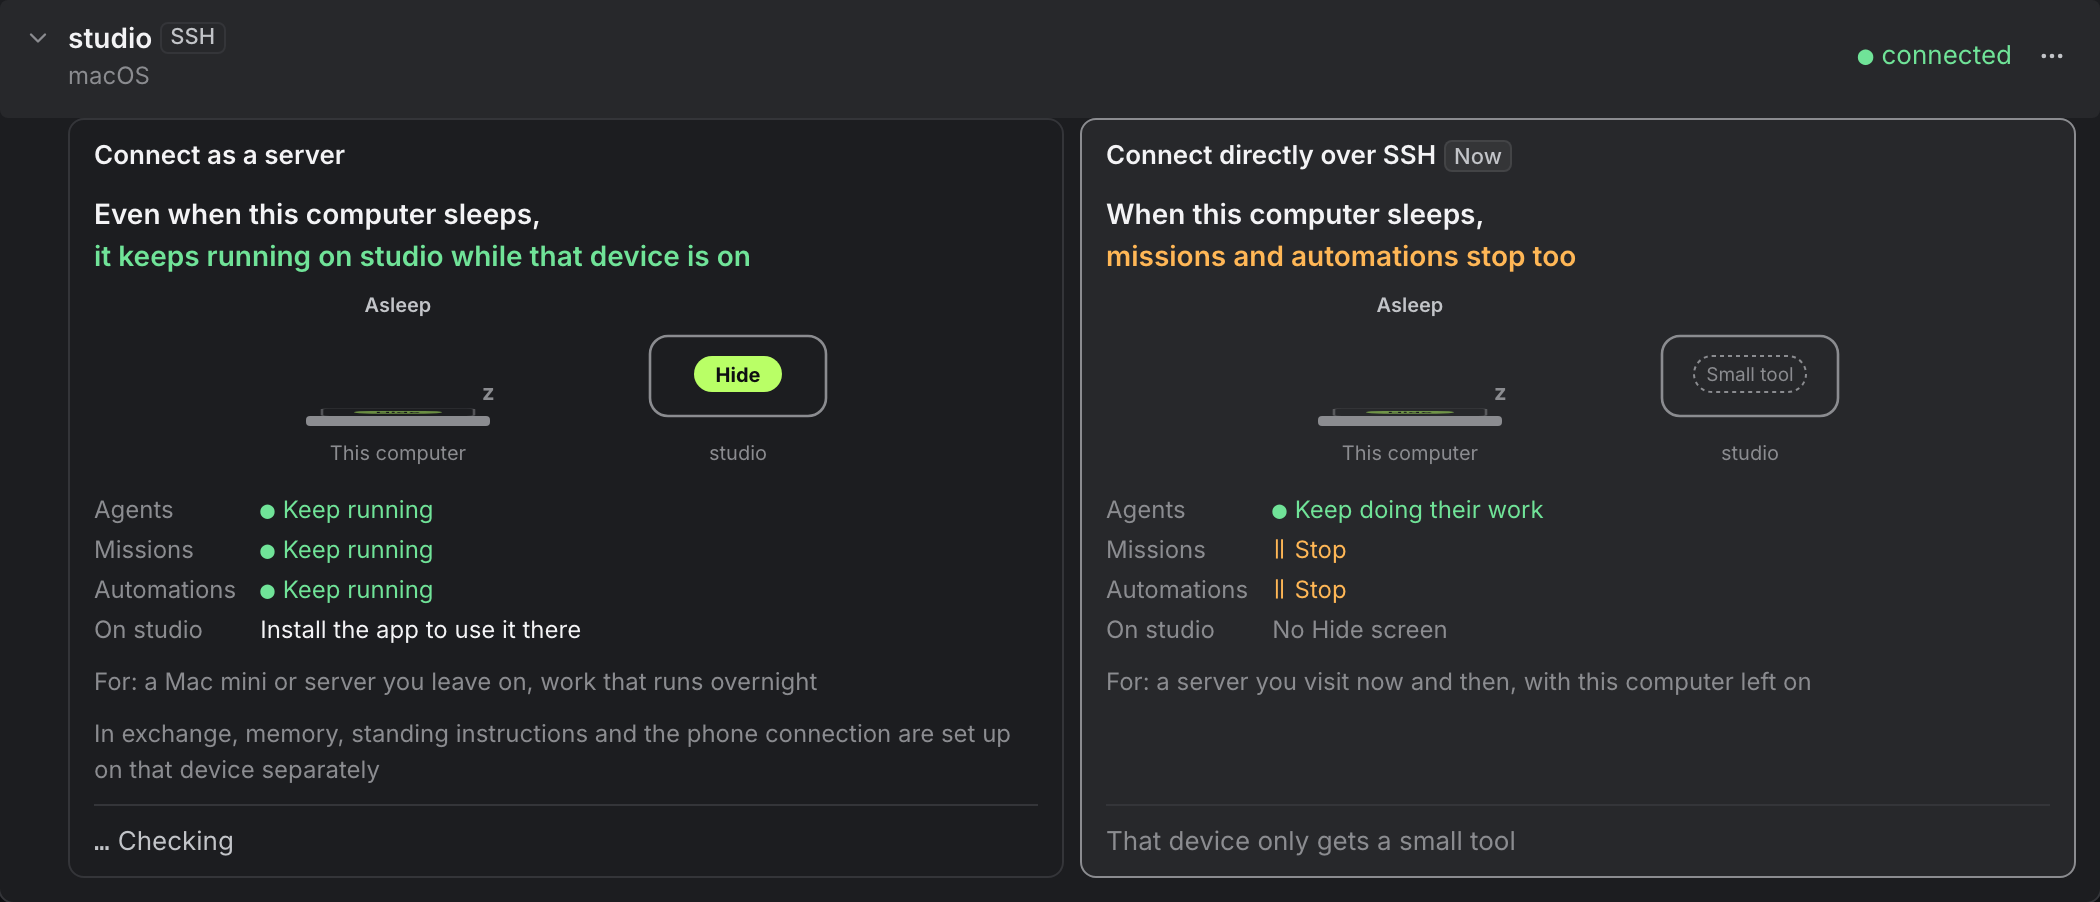 studio SSH
macOS
connected
Connect as a server
Even when this computer sleeps,
it keeps running on studio while that device is on
Asleep
z
Hide
This computer
studio
Agents Keep running
Missions Keep running
Automations Keep running
On studio Install the app to use it there
For: a Mac mini or server you leave on, work that runs overnight
In exchange, memory, standing instructions and the phone connection are set up
on that device separately
... Checking
Connect directly over SSH Now
When this computer sleeps,
missions and automations stop too
Asleep
z
Small tool
This computer
studio
Agents Keep doing their work
Missions Stop
Automations Stop
On studio No Hide screen
For: a server you visit now and then, with this computer left on
That device only gets a small tool